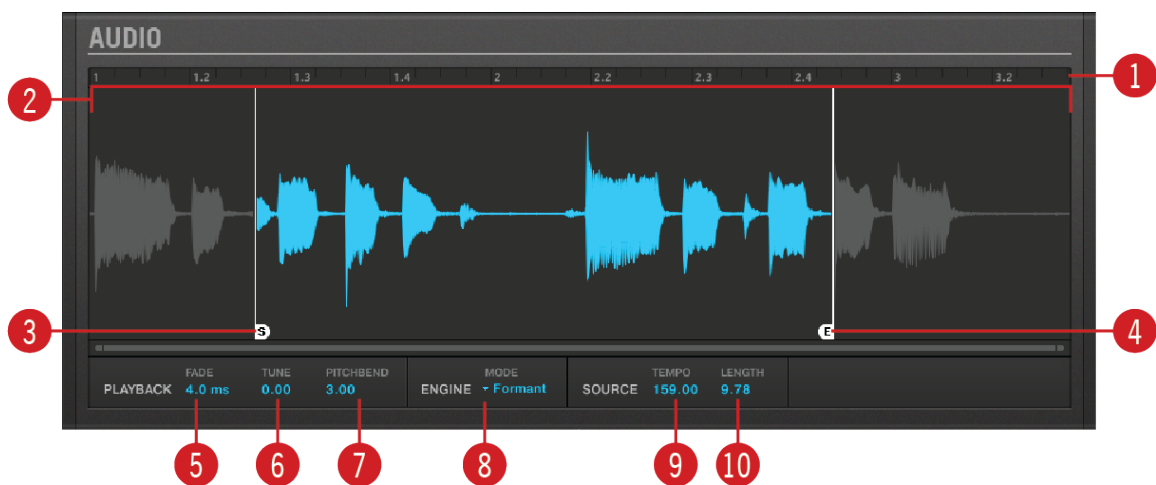 AUDIO
1 1.2 1.3 1.4 2 2.2 2.3 2.4 3 3.2
1
2
3
S
E
4
FADE TUNE PITCHBEND MODE TEMPO LENGTH
PLAYBACK 4.0 ms 0.00 3.00 ENGINE Formant SOURCE 159.00 9.78
5 6 7 8 9 10